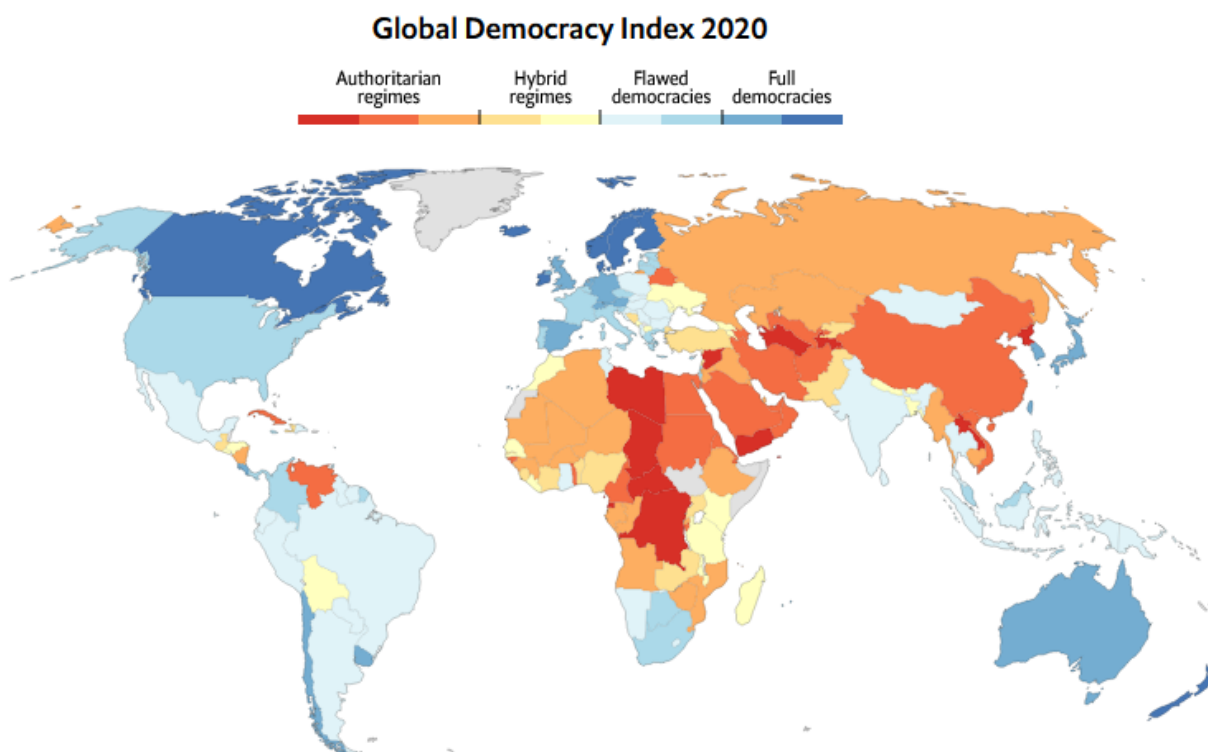 Global Democracy Index 2020
Authoritarian regimes
Hybrid regimes
Flawed democracies
Full democracies